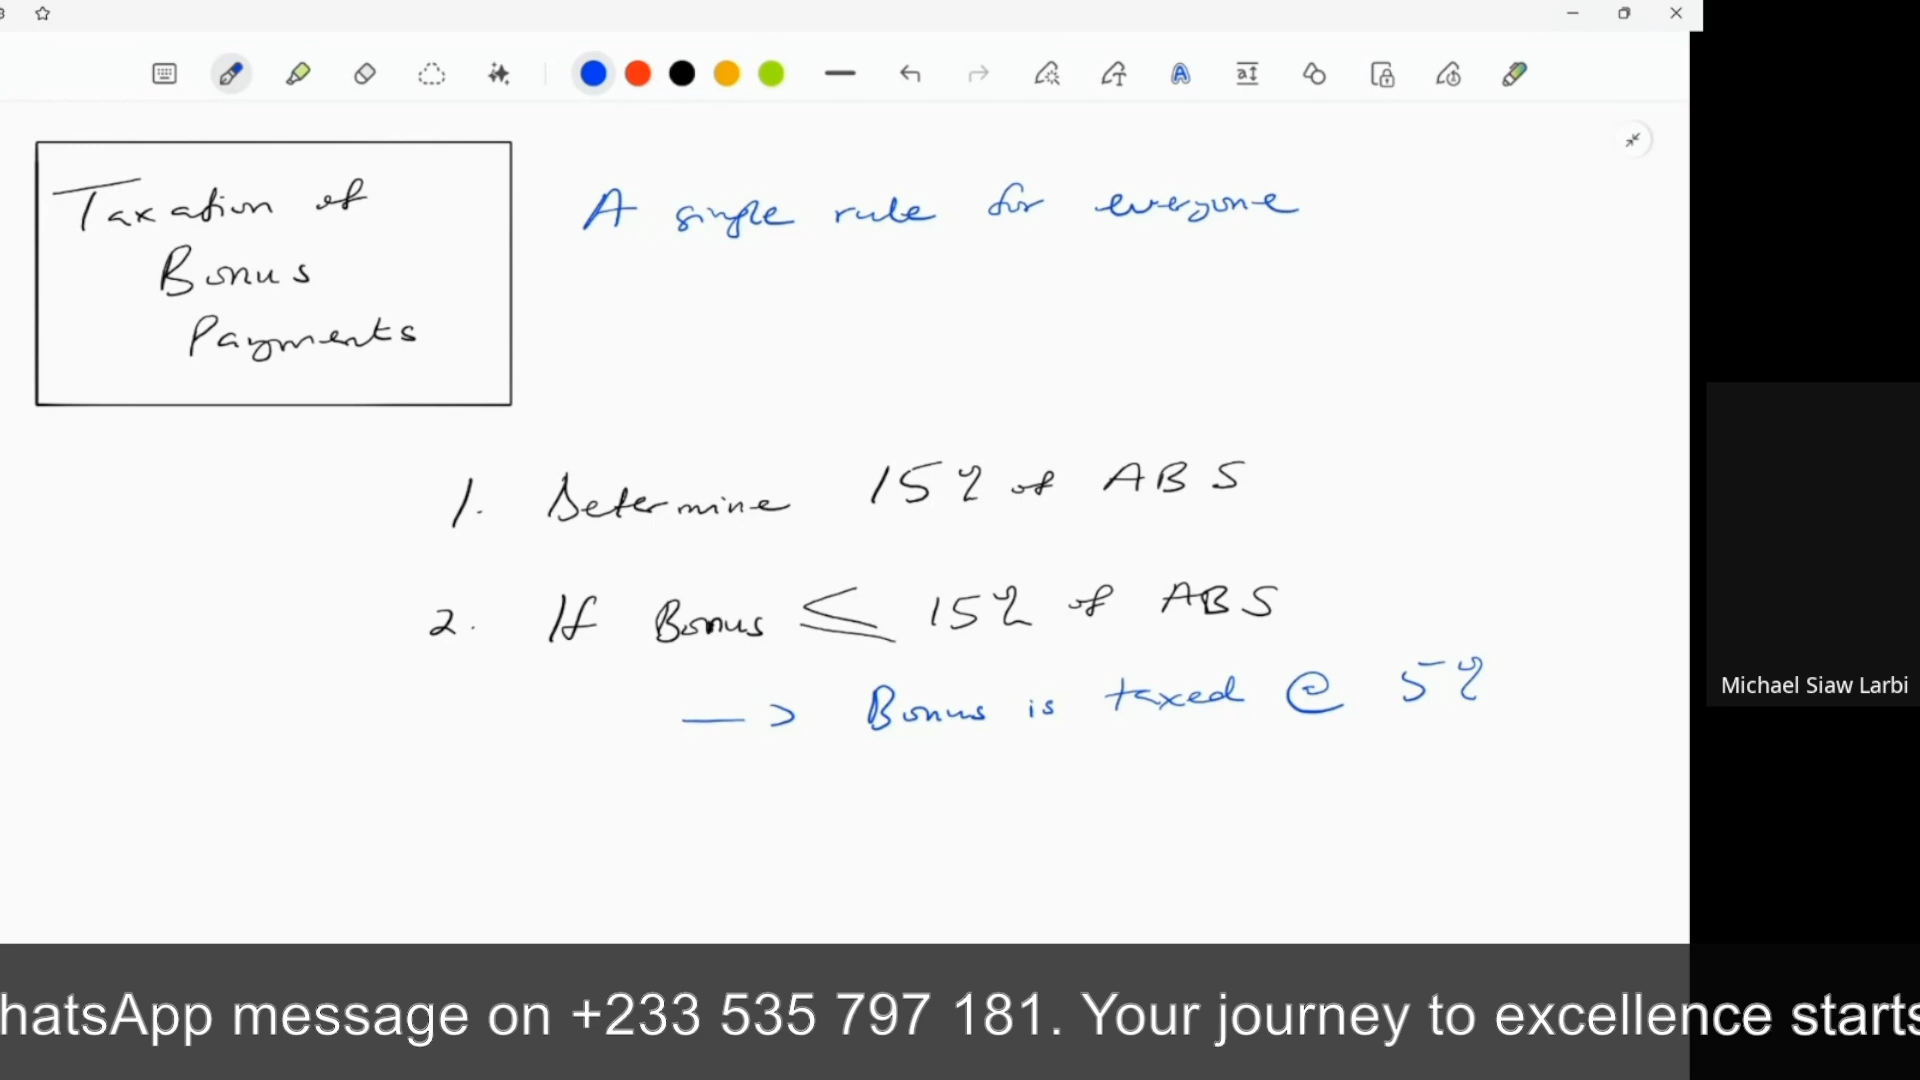 Taxation of
Bonus
Payments
A single rule for everyone
1. Determine 15% of ABS
2. If Bonus ≤ 15% of ABS
—> Bonus is taxed @ 5%
Michael Siaw Larbi
hatsApp message on +233 535 797 181. Your journey to excellence starts